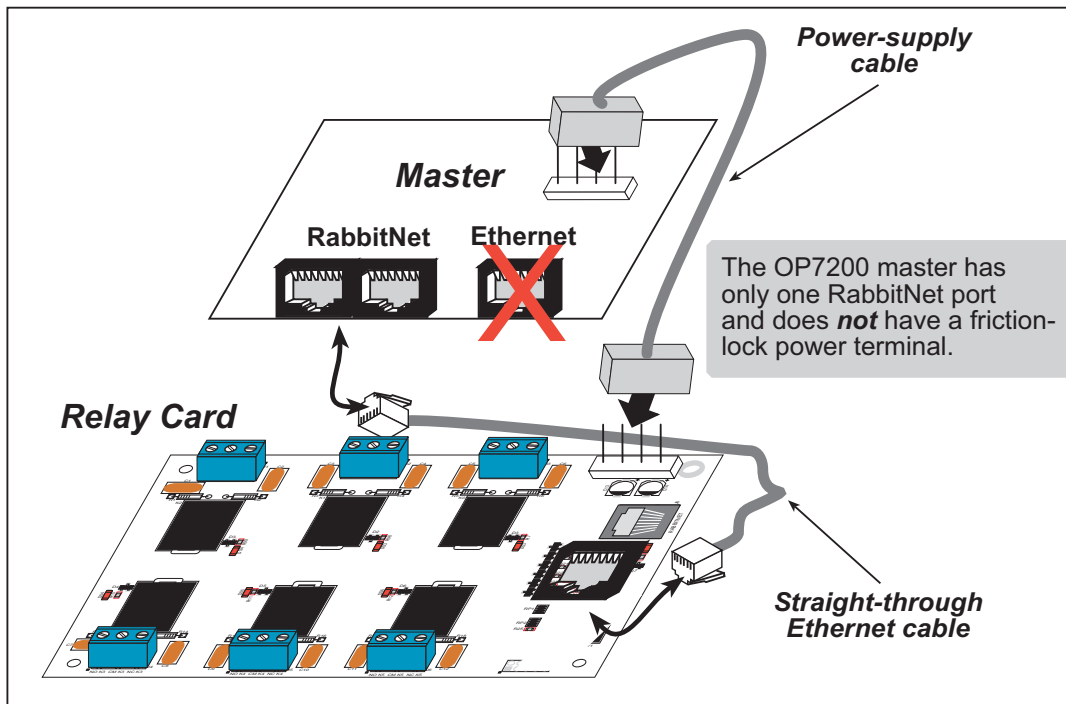 Power-supply
cable
Master
RabbitNet
Ethernet
The OP7200 master has
only one RabbitNet port
and does not have a friction-
lock power terminal.
Relay Card
Straight-through
Ethernet cable